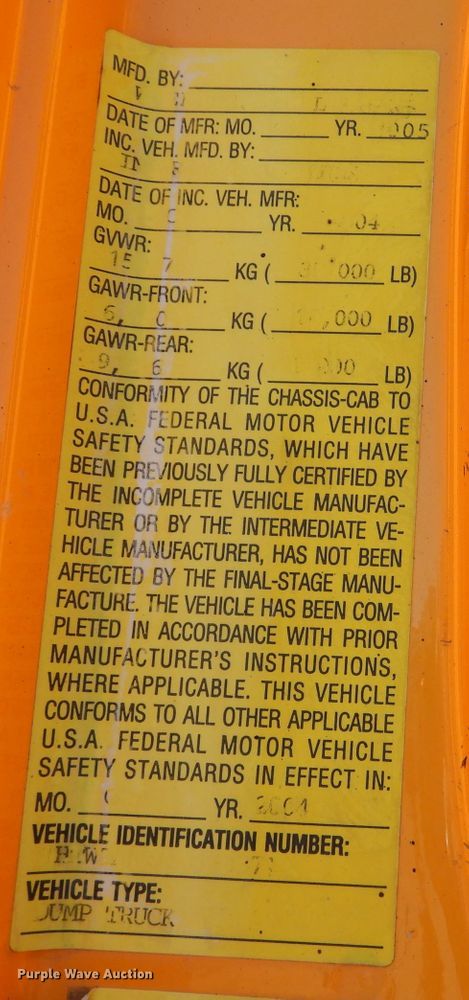 MFD. BY:
DATE OF MFR: MO. YR. 005
INC. VEH. MFD. BY:
DATE OF INC. VEH. MFR:
MO. YR. 04
GVWR:
KG ( 000 LB)
GAWR-FRONT:
KG ( ,000 LB)
GAWR-REAR:
KG ( LB)
CONFORMITY OF THE CHASSIS-CAB TO
U.S.A. FEDERAL MOTOR VEHICLE
SAFETY STANDARDS, WHICH HAVE
BEEN PREVIOUSLY FULLY CERTIFIED BY
THE INCOMPLETE VEHICLE MANUFAC-
TURER OR BY THE INTERMEDIATE VE-
HICLE MANUFACTURER, HAS NOT BEEN
AFFECTED BY THE FINAL-STAGE MANU-
FACTURE. THE VEHICLE HAS BEEN COM-
PLETED IN ACCORDANCE WITH PRIOR
MANUFACTURER'S INSTRUCTIONS,
WHERE APPLICABLE. THIS VEHICLE
CONFORMS TO ALL OTHER APPLICABLE
U.S.A. FEDERAL MOTOR VEHICLE
SAFETY STANDARDS IN EFFECT IN:
MO. YR. 2004
VEHICLE IDENTIFICATION NUMBER:
VEHICLE TYPE:
DUMP TRUCK
Purple Wave Auction